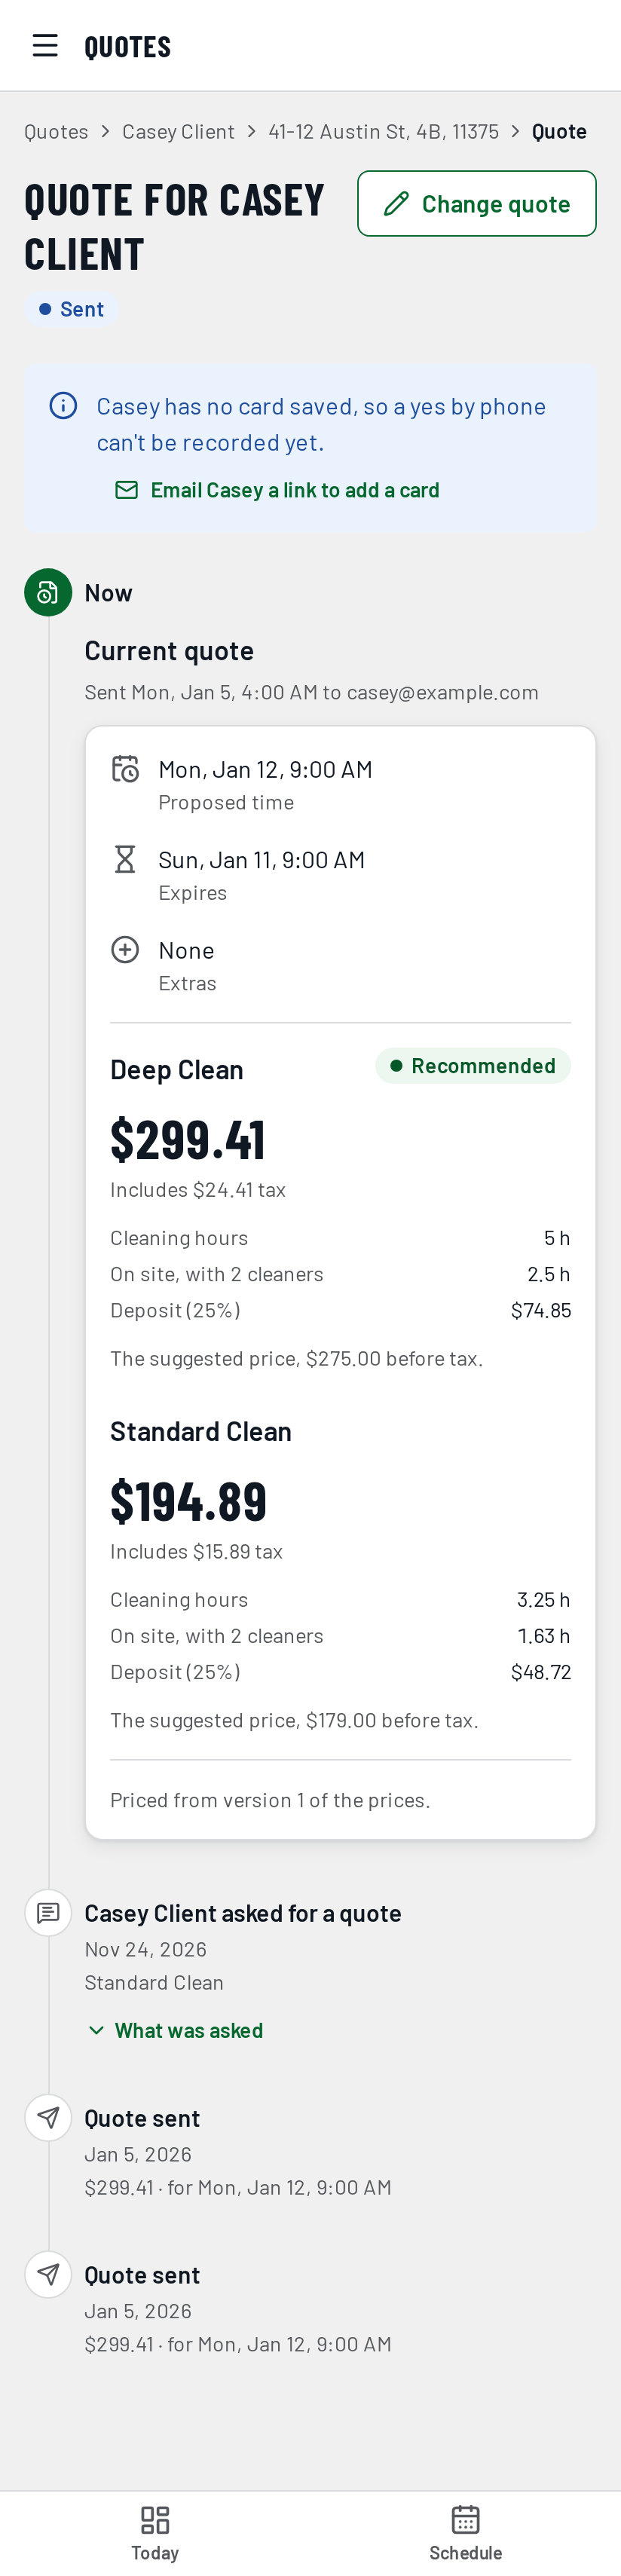 QUOTES
Quotes > Casey Client > 41-12 Austin St, 4B, 11375 > Quote
QUOTE FOR CASEY
CLIENT
Change quote
Sent
Casey has no card saved, so a yes by phone
can't be recorded yet.
Email Casey a link to add a card
Now
Current quote
Sent Mon, Jan 5, 4:00 AM to casey@example.com
Mon, Jan 12, 9:00 AM
Proposed time
Sun, Jan 11, 9:00 AM
Expires
None
Extras
Deep Clean
Recommended
$299.41
Includes $24.41 tax
Cleaning hours 5 h
On site, with 2 cleaners 2.5 h
Deposit (25%) $74.85
The suggested price, $275.00 before tax.
Standard Clean
$194.89
Includes $15.89 tax
Cleaning hours 3.25 h
On site, with 2 cleaners 1.63 h
Deposit (25%) $48.72
The suggested price, $179.00 before tax.
Priced from version 1 of the prices.
Casey Client asked for a quote
Nov 24, 2026
Standard Clean
What was asked
Quote sent
Jan 5, 2026
$299.41 · for Mon, Jan 12, 9:00 AM
Quote sent
Jan 5, 2026
$299.41 · for Mon, Jan 12, 9:00 AM
Today Schedule